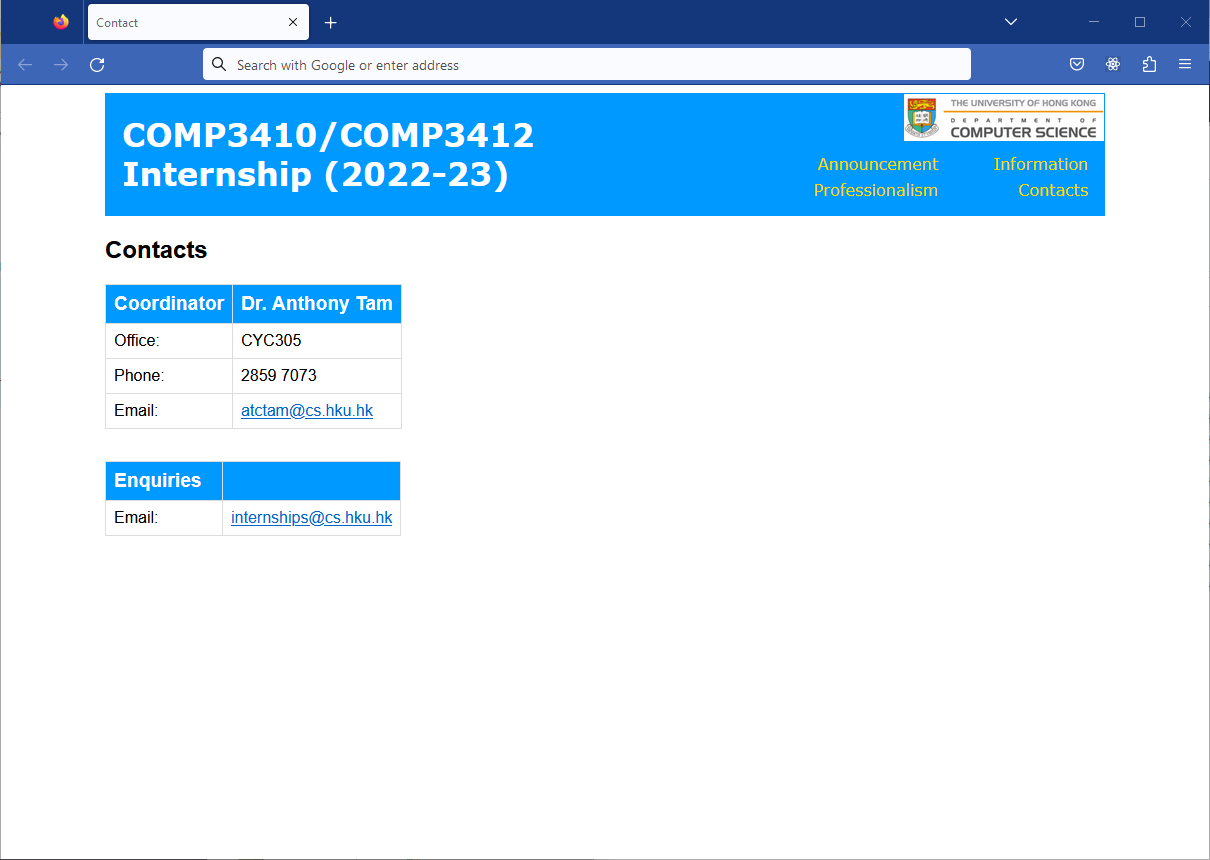 Contact
Search with Google or enter address
THE UNIVERSITY OF HONG KONG
DEPARTMENT OF
COMPUTER SCIENCE
COMP3410/COMP3412
Internship (2022-23)
Announcement Information
Professionalism Contacts
Contacts
Coordinator Dr. Anthony Tam
Office: CYC305
Phone: 2859 7073
Email: atctam@cs.hku.hk
Enquiries
Email: internships@cs.hku.hk